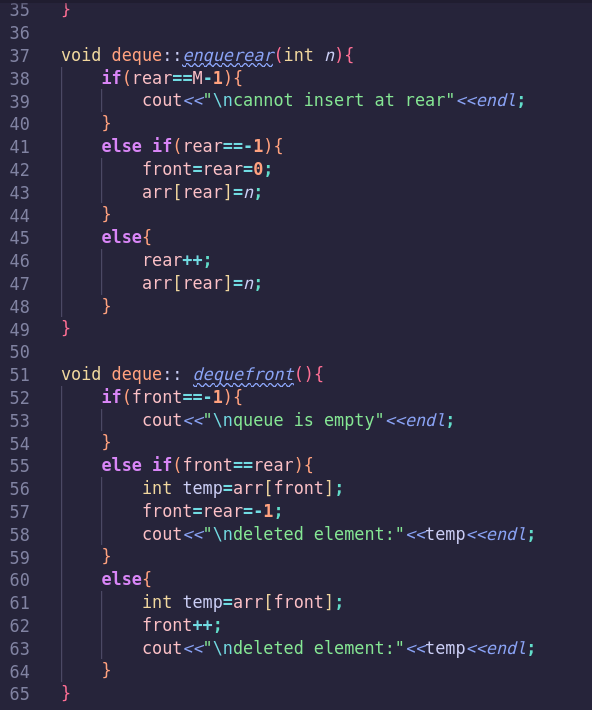 35 }
36
37 void deque::enquerear(int n){
38 if(rear==M-1){
39 cout<<"\ncannot insert at rear"<<endl;
40 }
41 else if(rear==-1){
42 front=rear=0;
43 arr[rear]=n;
44 }
45 else{
46 rear++;
47 arr[rear]=n;
48 }
49 }
50
51 void deque:: dequefront(){
52 if(front==-1){
53 cout<<"\nqueue is empty"<<endl;
54 }
55 else if(front==rear){
56 int temp=arr[front];
57 front=rear=-1;
58 cout<<"\ndeleted element:"<<temp<<endl;
59 }
60 else{
61 int temp=arr[front];
62 front++;
63 cout<<"\ndeleted element:"<<temp<<endl;
64 }
65 }